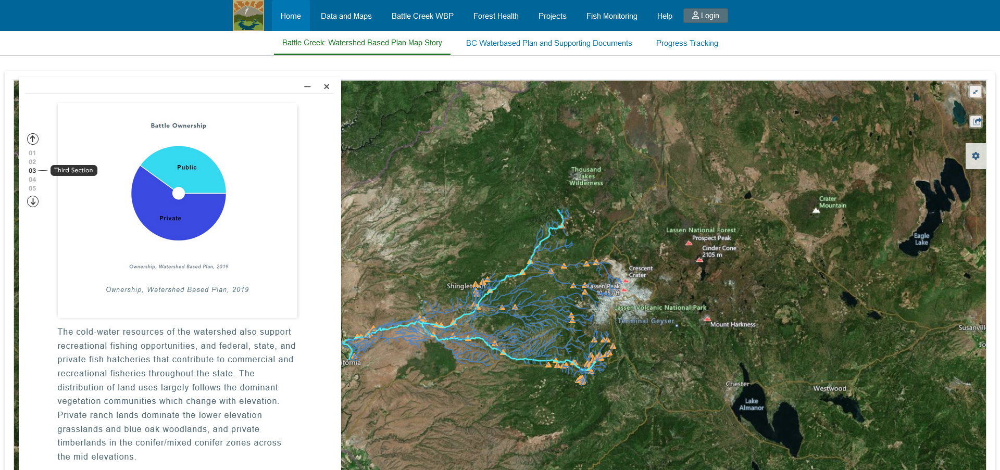 Home
Data and Maps
Battle Creek WBP
Forest Health
Projects
Fish Monitoring
Help
Login
Battle Creek: Watershed Based Plan Map Story
BC Waterbased Plan and Supporting Documents
Progress Tracking
Battle Ownership
Public
Private
01
02
03
Third Section
04
05
Ownership, Watershed Based Plan, 2019
Ownership, Watershed Based Plan, 2019
The cold-water resources of the watershed also support
recreational fishing opportunities, and federal, state, and
private fish hatcheries that contribute to commercial and
recreational fisheries throughout the state. The
distribution of land uses largely follows the dominant
vegetation communities which change with elevation.
Private ranch lands dominate the lower elevation
grasslands and blue oak woodlands, and private
timberlands in the conifer/mixed conifer zones across
the mid elevations.
Thousand
Lakes
Wilderness
Crater
Mountain
Lassen National Forest
Prospect Peak
Cinder Cone
2105 m
Eagle
Lake
Crescent
Crater
Shingletown
Lassen Peak
10,457 ft
Lassen Volcanic National Park
Terminal Geyser
Mount Harkness
Susanvill
Jo
ifornia
Chester
Westwood
Lake
Almanor